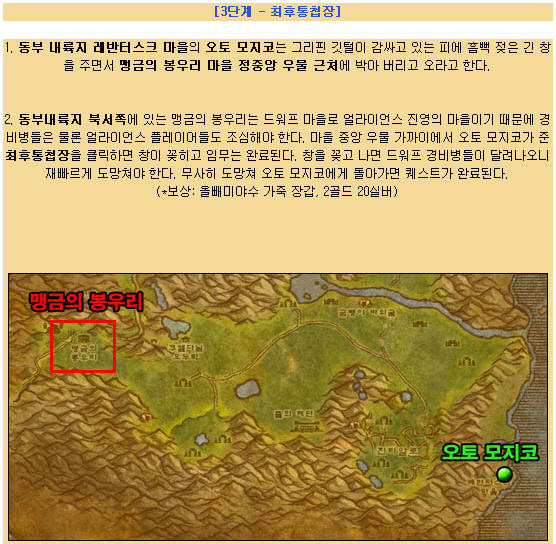 [3단계 - 최후통첩장]
1. 동부 내륙지 레반터스크 마을의 오토 모지코는 그리핀 깃털이 감싸고 있는 피에 흠뻑 젖은 긴 창
을 주면서 맹금의 봉우리 마을 정중앙 우물 근처에 박아 버리고 오라고 한다.
2. 동부내륙지 북서쪽에 있는 맹금의 봉우리는 드워프 마을로 얼라이언스 진영의 마을이기 때문에 경
비병들은 물론 얼라이언스 플레이어들도 조심해야 한다. 마을 중앙 우물 가까이에서 오토 모지코가 준
최후통첩장을 클릭하면 창이 꽂히고 임무는 완료된다. 창을 꽂고 나면 드워프 경비병들이 달려나오니
재빠르게 도망쳐야 한다. 무사히 도망쳐 오토 모지코에게 돌아가면 퀘스트가 완료된다.
(*보상: 올빼미야수 가죽 장갑, 2골드 20실버)
맹금의 봉우리
맹금의
봉우리
오토 모지코